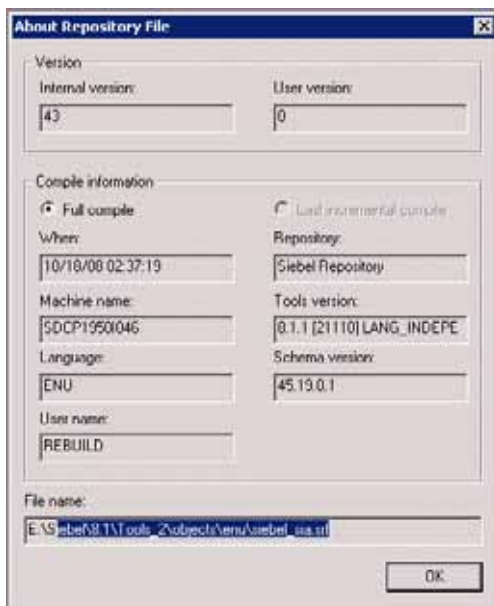 About Repository File
Version
Internal version:
User version:
43
0
Compile information
Full compile
Last incremental compile
When:
Repository:
10/18/08 02:37:19
Siebel Repository
Machine name:
Tools version:
SDCP1950I046
8.1.1 [21110] LANG_INDEPE
Language:
Schema version:
ENU
45.19.0.1
User name:
REBUILD
File name:
E:\Siebel\8.1\Tools_2\objects\enu\siebel_sia.srf
OK